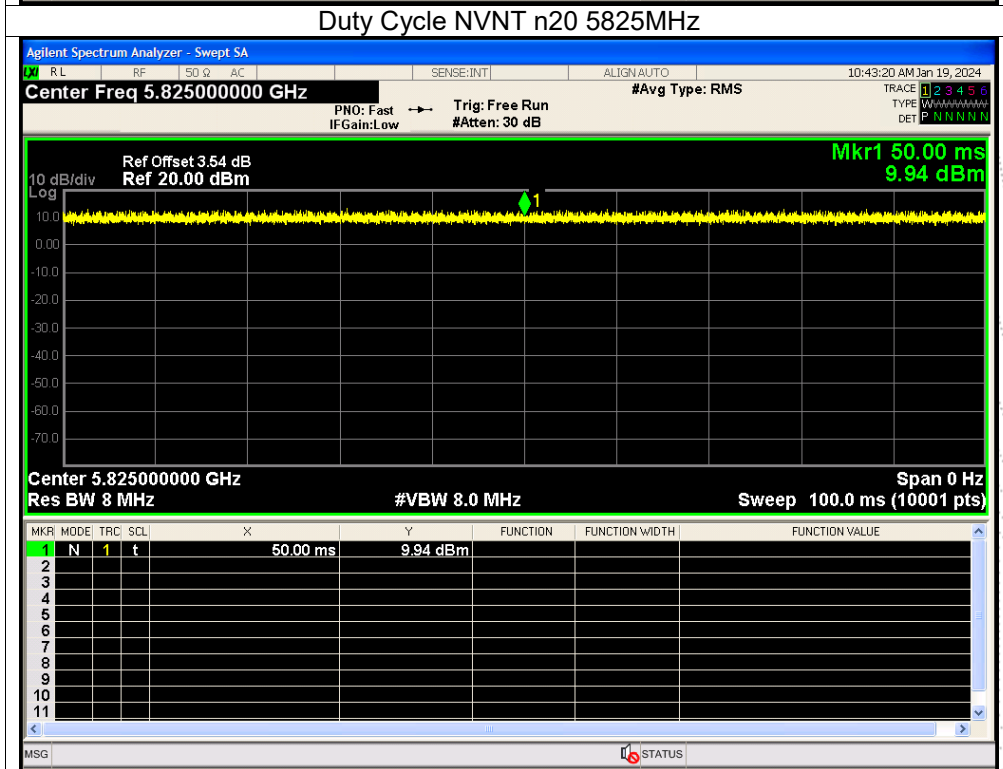 Duty Cycle NVNT n20 5825MHz
Agilent Spectrum Analyzer - Swept SA
LXI RL RF 50 Ω AC SENSE:INT ALIGN AUTO 10:43:20 AM Jan 19, 2024
Center Freq 5.825000000 GHz #Avg Type: RMS TRACE 1 2 3 4 5 6
PNO: Fast Trig: Free Run TYPE WWWWWW
IFGain:Low #Atten: 30 dB DET P N N N N N
Mkr1 50.00 ms
Ref Offset 3.54 dB
10 dB/div Ref 20.00 dBm 9.94 dBm
Log
1
10.0
0.00
-10.0
-20.0
-30.0
-40.0
-50.0
-60.0
-70.0
Center 5.825000000 GHz Span 0 Hz
Res BW 8 MHz #VBW 8.0 MHz Sweep 100.0 ms (10001 pts)
MKR MODE TRC SCL X Y FUNCTION FUNCTION WIDTH FUNCTION VALUE
1 N 1 t 50.00 ms 9.94 dBm
2
3
4
5
6
7
8
9
10
11
MSG STATUS